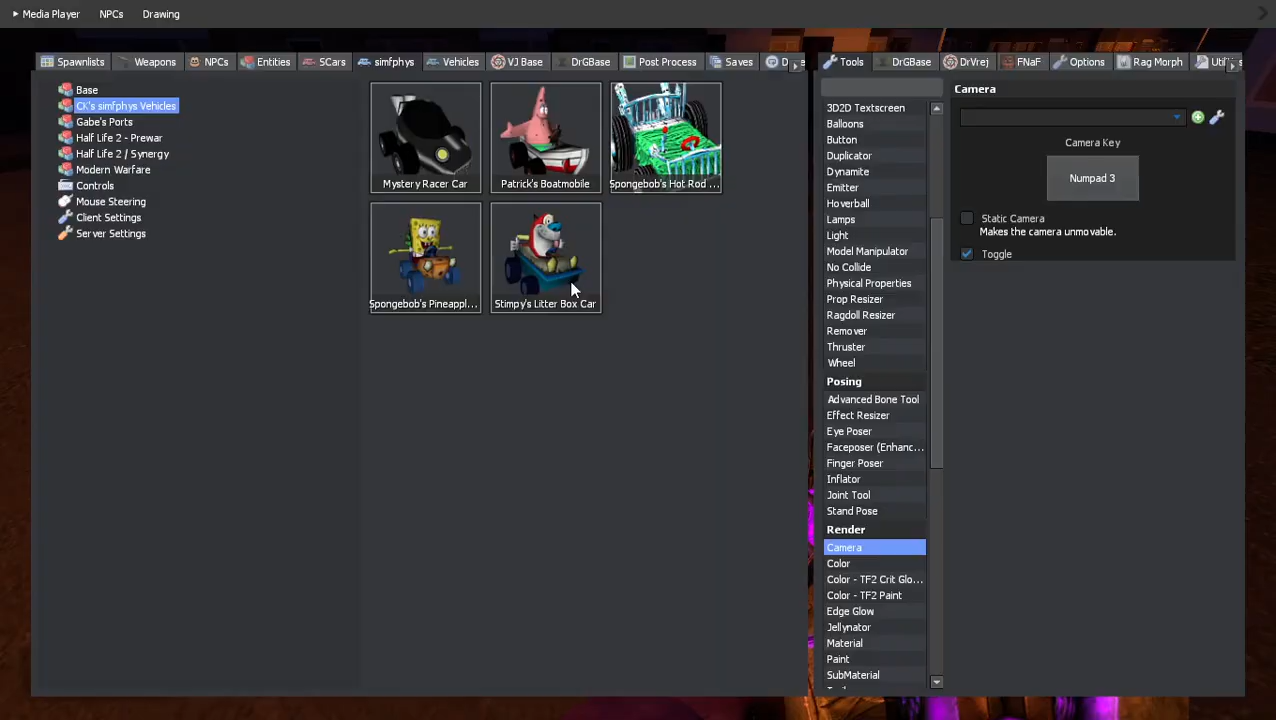 Media Player NPCs Drawing
Spawnlists Weapons NPCs Entities SCars simfphys Vehicles VJ Base DrGBase Post Process Saves
Tools DrGBase DrVrej FNaF Options Rag Morph
Base
CK's simfphys Vehicles
Gabe's Ports
Half Life 2 - Prewar
Half Life 2 / Synergy
Modern Warfare
Controls
Mouse Steering
Client Settings
Server Settings
Mystery Racer Car
Patrick's Boatmobile
Spongebob's Hot Rod ...
Spongebob's Pineappl...
Stimpy's Litter Box Car
3D2D Textscreen
Balloons
Button
Duplicator
Dynamite
Emitter
Hoverball
Lamps
Light
Model Manipulator
No Collide
Physical Properties
Prop Resizer
Ragdoll Resizer
Remover
Thruster
Wheel
Posing
Advanced Bone Tool
Effect Resizer
Eye Poser
Faceposer (Enhanc...
Finger Poser
Inflator
Joint Tool
Stand Pose
Render
Camera
Color
Color - TF2 Crit Glo...
Color - TF2 Paint
Edge Glow
Jellynator
Material
Paint
SubMaterial
Camera
Camera Key
Numpad 3
Static Camera
Makes the camera unmovable.
Toggle